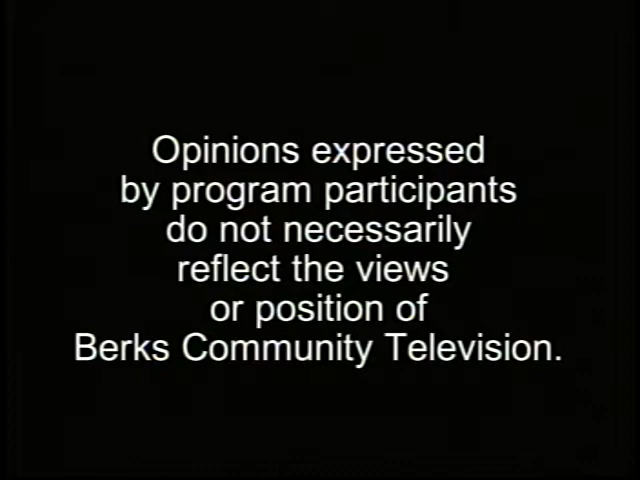 Opinions expressed
by program participants
do not necessarily
reflect the views
or position of
Berks Community Television.